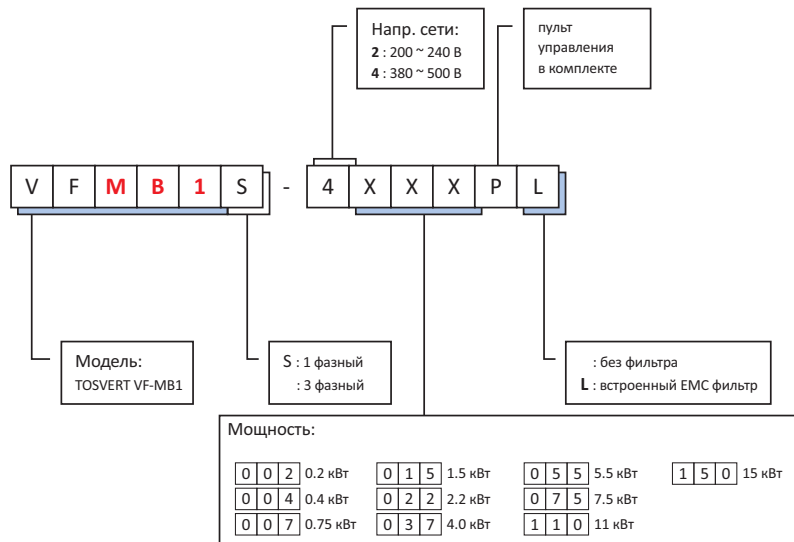 Напр. сети:
2 : 200 ~ 240 В
4 : 380 ~ 500 В
пульт
управления
в комплекте
V F M B 1 S - 4 X X X P L
Модель:
TOSVERT VF-MB1
S : 1 фазный
: 3 фазный
: без фильтра
L : встроенный EMC фильтр
Мощность:
0 0 2 0.2 кВт 0 1 5 1.5 кВт 0 5 5 5.5 кВт 1 5 0 15 кВт
0 0 4 0.4 кВт 0 2 2 2.2 кВт 0 7 5 7.5 кВт
0 0 7 0.75 кВт 0 3 7 4.0 кВт 1 1 0 11 кВт